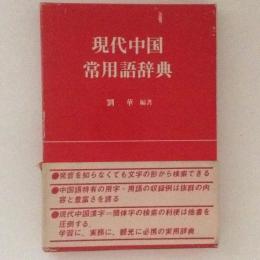 現代中国
常用語辞典
劉 華 編著
●発音を知らなくても文字の形から検索できる
●中国語特有の用字・用語の収録例は抜群の内
容と豊富さを誇る
●現代中国漢字=簡体字の検索の利便は他書を
圧倒する
学習に、実務に、観光に必携の実用辞典